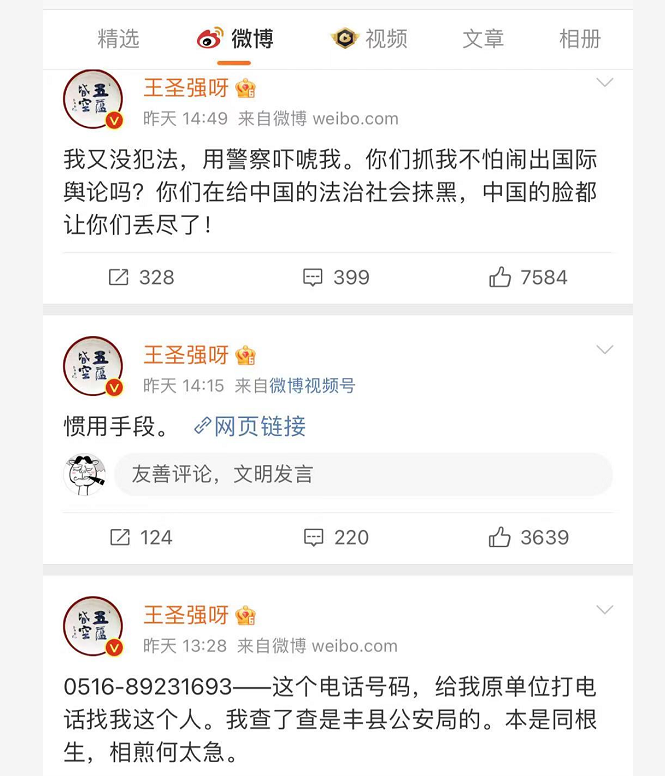 精选 微博 视频 文章 相册
王圣强呀
昨天 14:49 来自微博 weibo.com
我又没犯法，用警察吓唬我。你们抓我不怕闹出国际
舆论吗？你们在给中国的法治社会抹黑，中国的脸都
让你们丢尽了！
328 399 7584
王圣强呀
昨天 14:15 来自微博视频号
惯用手段。 网页链接
友善评论，文明发言
124 220 3639
王圣强呀
昨天 13:28 来自微博 weibo.com
0516-89231693——这个电话号码，给我原单位打电
话找我这个人。我查了查是丰县公安局的。本是同根
生，相煎何太急。